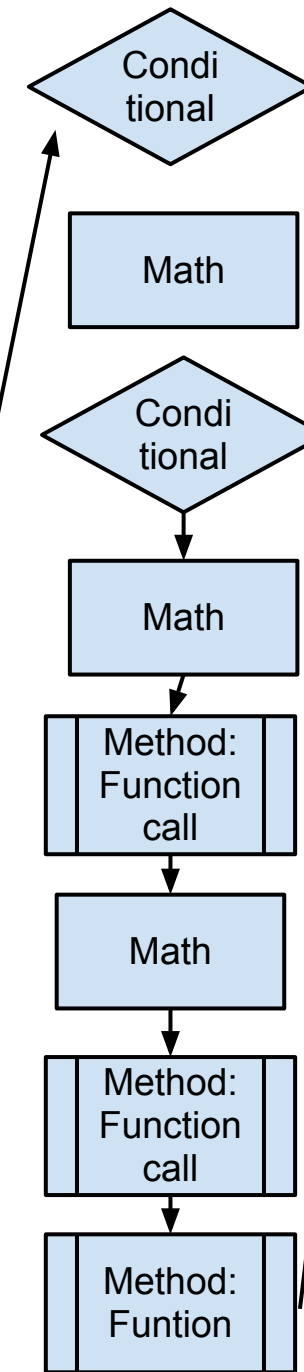 Condi
tional
Math
Condi
tional
Math
Method:
Function
call
Math
Method:
Function
call
Method:
Funtion